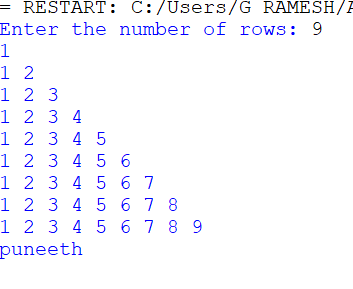 = RESTART: C:/Users/G RAMESH/
Enter the number of rows: 9
1
1 2
1 2 3
1 2 3 4
1 2 3 4 5
1 2 3 4 5 6
1 2 3 4 5 6 7
1 2 3 4 5 6 7 8
1 2 3 4 5 6 7 8 9
puneeth